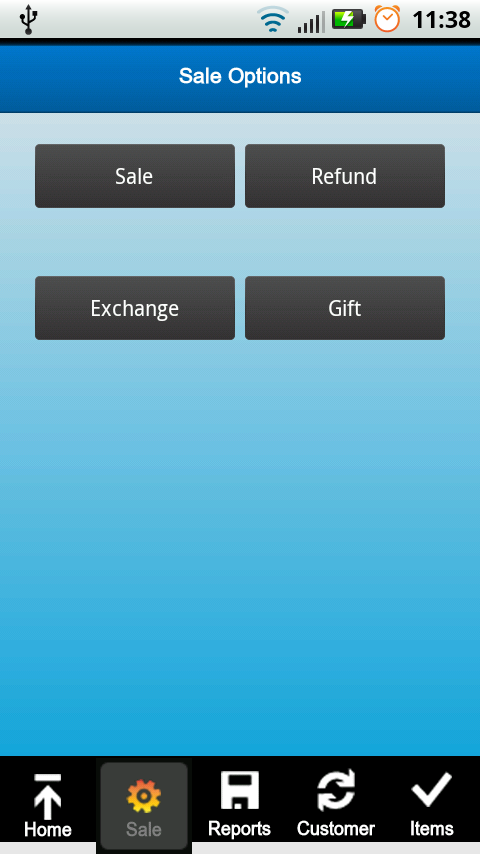 11:38
Sale Options
Sale Refund
Exchange Gift
Home Sale Reports Customer Items